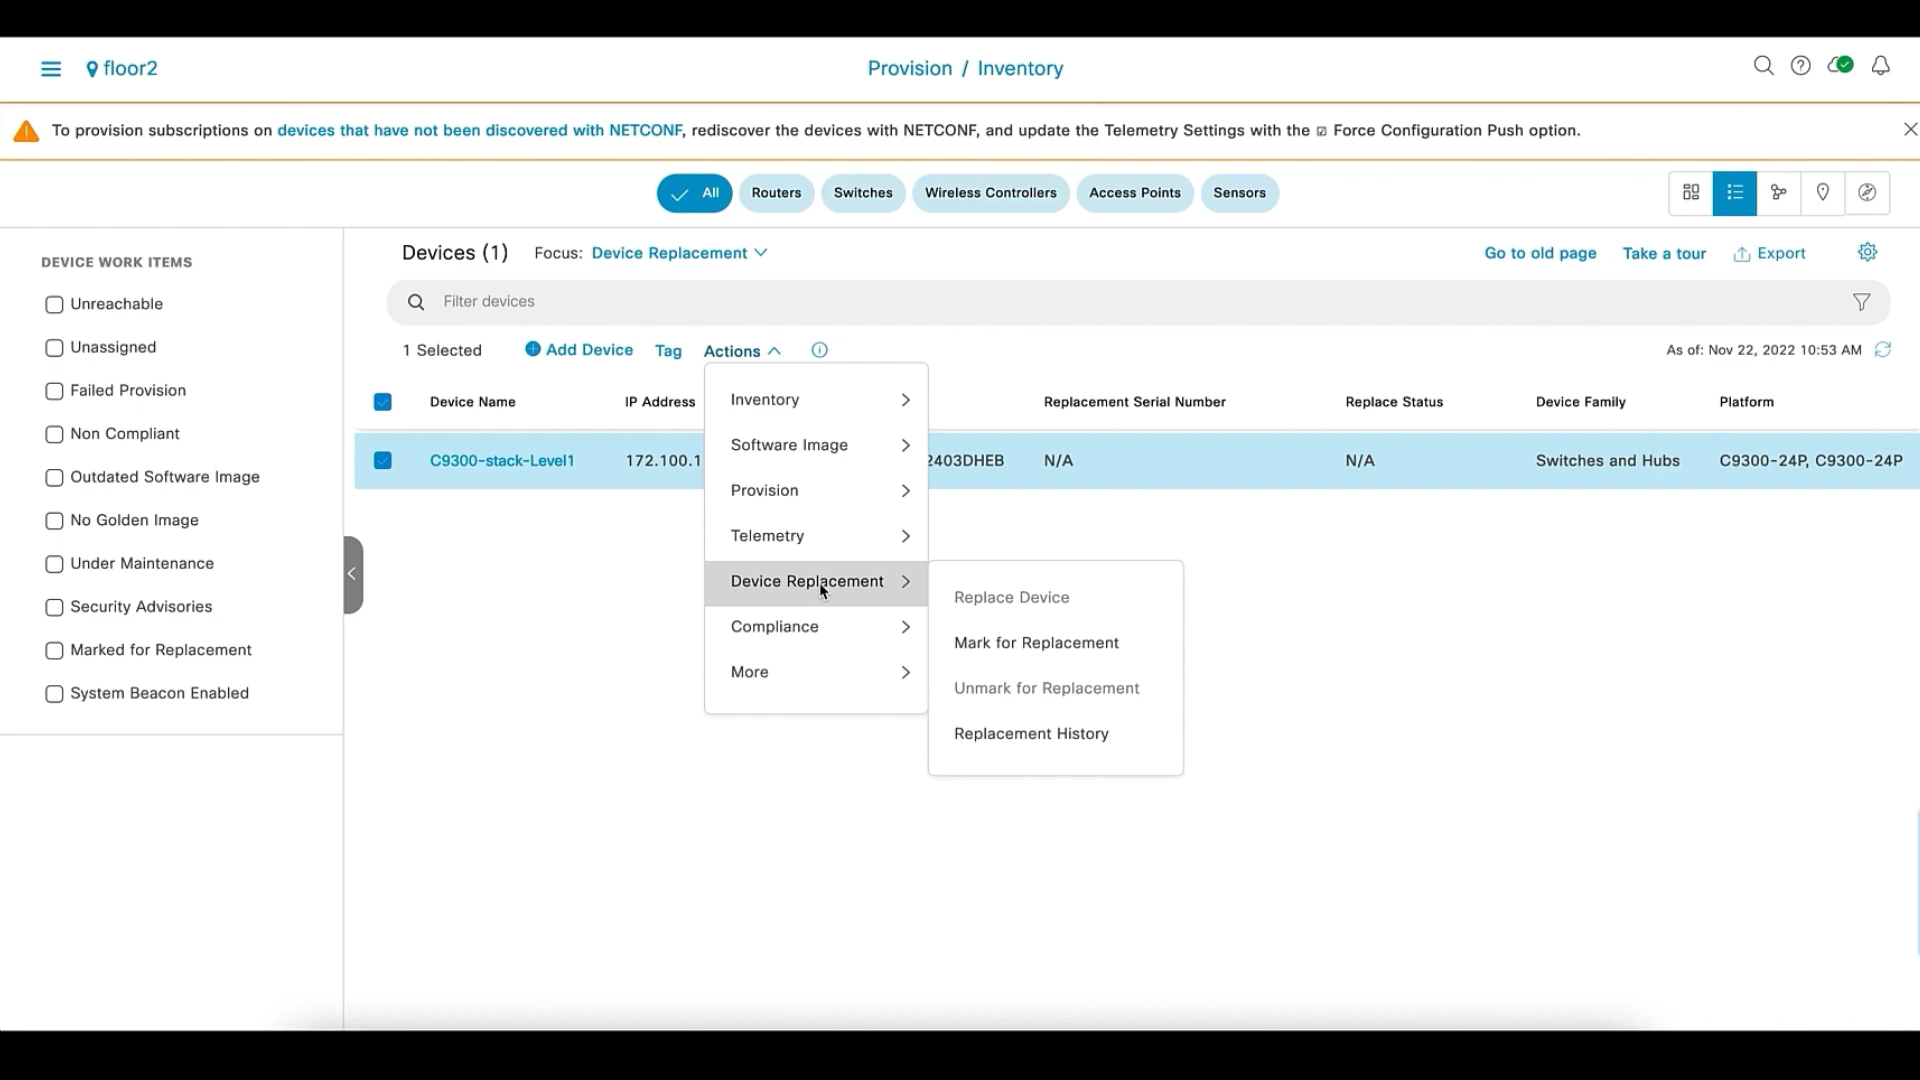 floor2
Provision / Inventory
To provision subscriptions on devices that have not been discovered with NETCONF, rediscover the devices with NETCONF, and update the Telemetry Settings with the ☑ Force Configuration Push option.
All
Routers
Switches
Wireless Controllers
Access Points
Sensors
DEVICE WORK ITEMS
Unreachable
Unassigned
Failed Provision
Non Compliant
Outdated Software Image
No Golden Image
Under Maintenance
Security Advisories
Marked for Replacement
System Beacon Enabled
Devices (1)
Focus: Device Replacement
Go to old page
Take a tour
Export
Filter devices
1 Selected
Add Device
Tag
Actions
As of: Nov 22, 2022 10:53 AM
Device Name
IP Address
Replacement Serial Number
Replace Status
Device Family
Platform
C9300-stack-Level1
172.100.1
2403DHEB
N/A
N/A
Switches and Hubs
C9300-24P, C9300-24P
Inventory
Software Image
Provision
Telemetry
Device Replacement
Compliance
More
Replace Device
Mark for Replacement
Unmark for Replacement
Replacement History